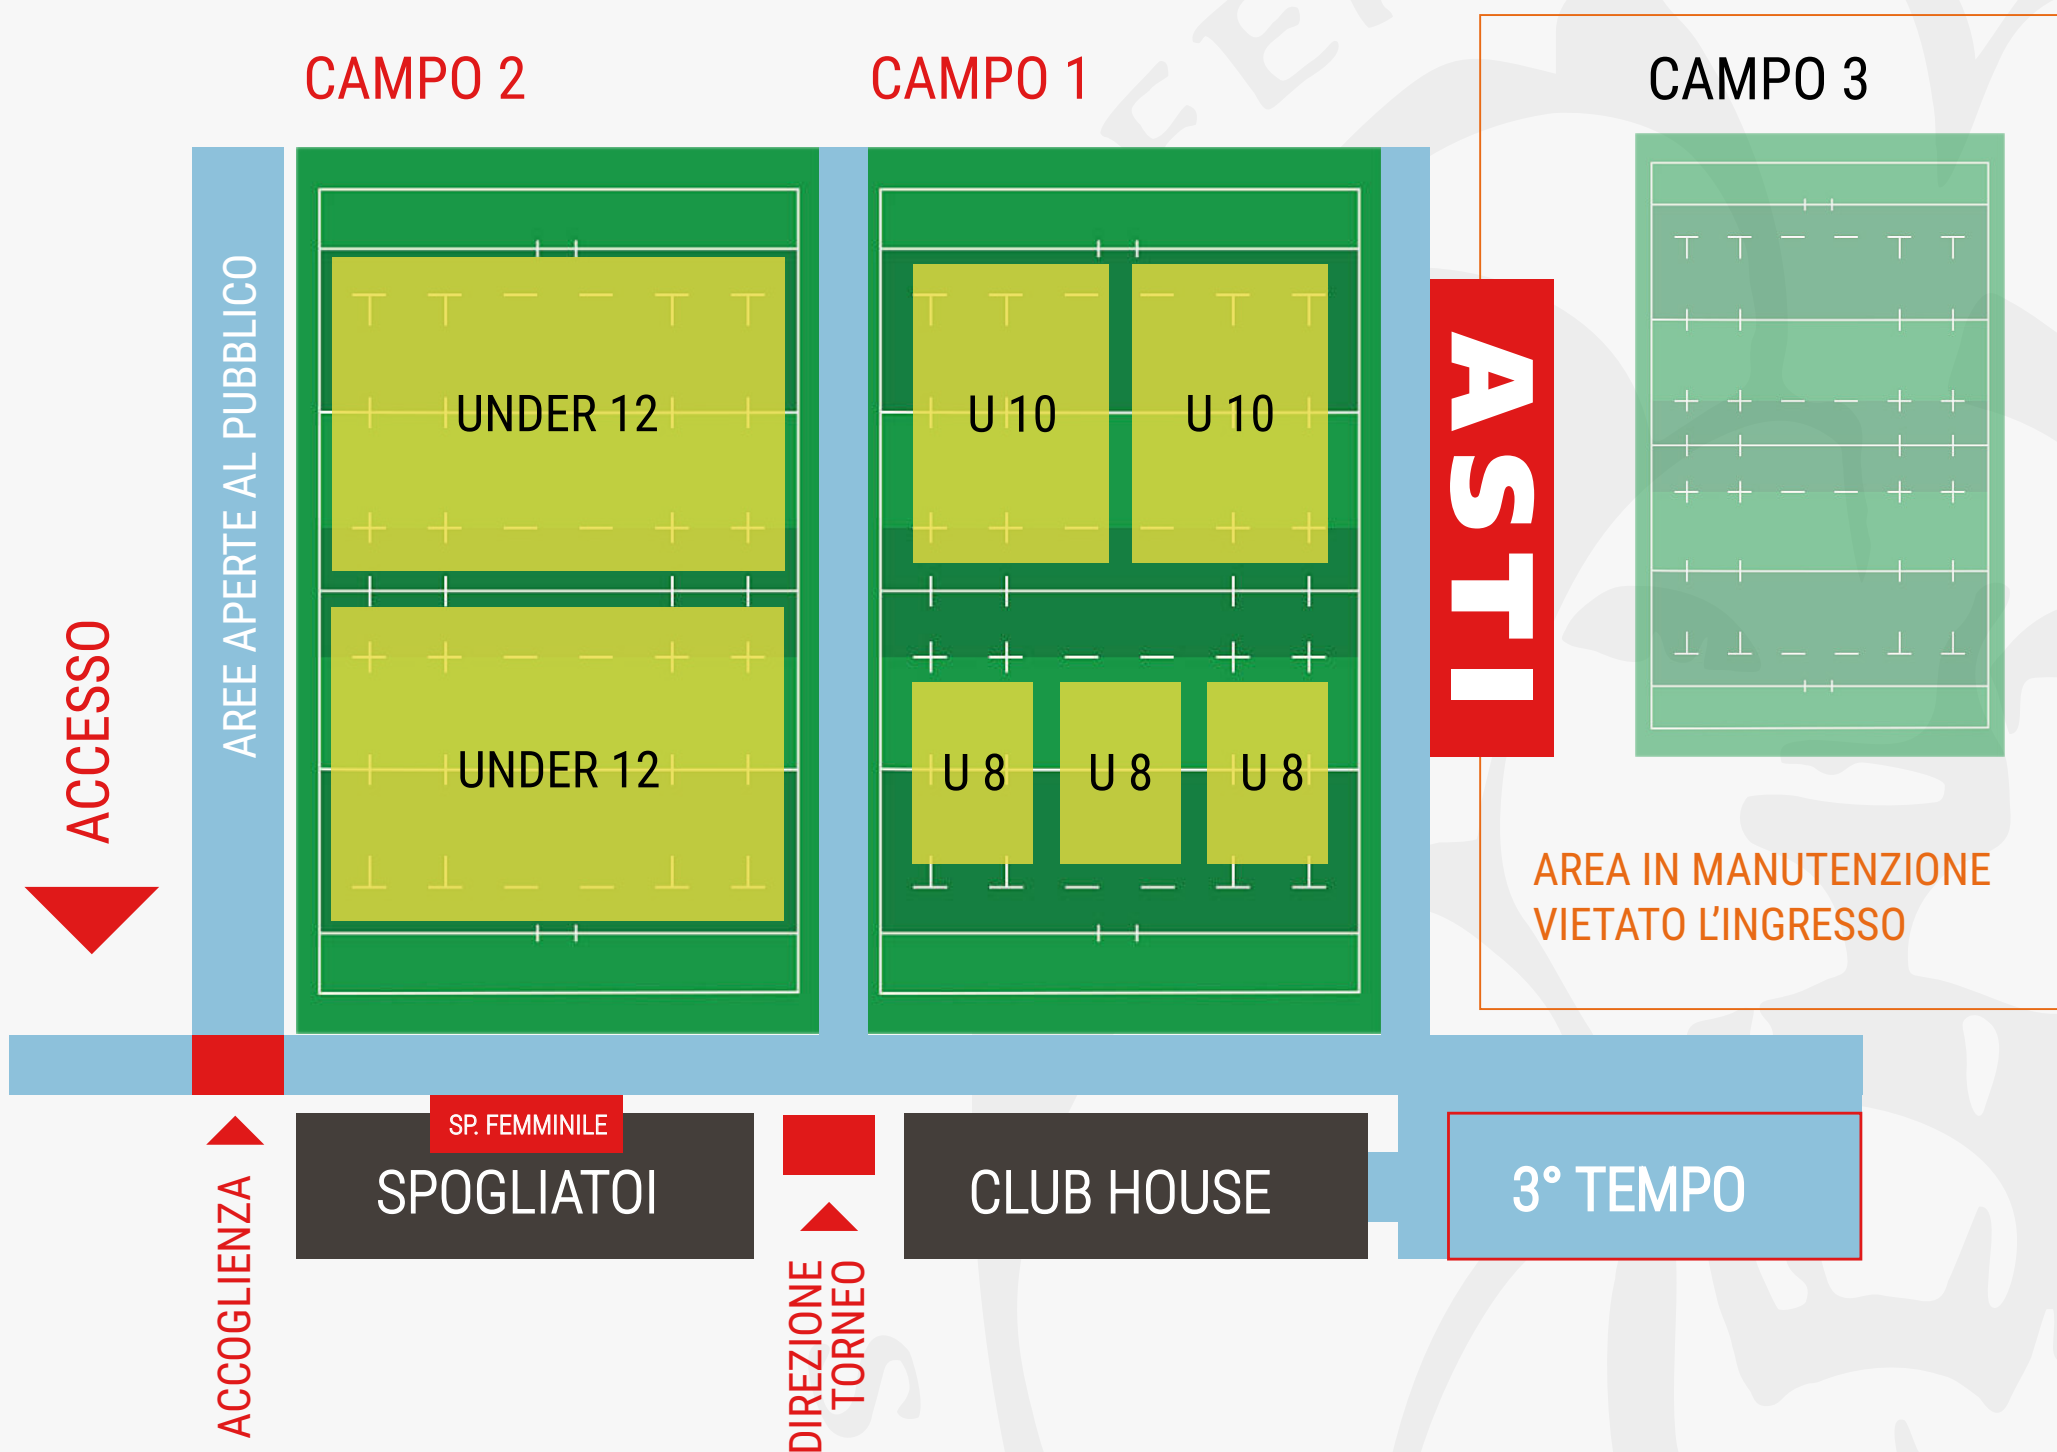 CAMPO 2
CAMPO 1
CAMPO 3
AREE APERTE AL PUBBLICO
ACCESSO
UNDER 12
U 10
U 10
ASTI
UNDER 12
U 8
U 8
U 8
AREA IN MANUTENZIONE
VIETATO L'INGRESSO
SP. FEMMINILE
SPOGLIATOI
CLUB HOUSE
3° TEMPO
ACCOGLIENZA
DIREZIONE
TORNEO